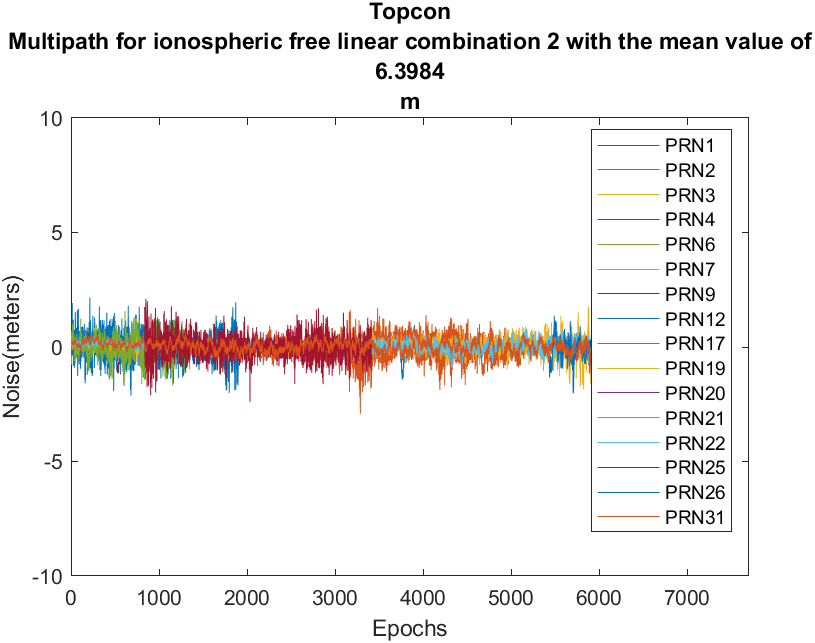 Topcon
Multipath for ionospheric free linear combination 2 with the mean value of
6.3984
m
10
5
0
-5
-10
Noise(meters)
0 1000 2000 3000 4000 5000 6000 7000
Epochs
PRN1
PRN2
PRN3
PRN4
PRN6
PRN7
PRN9
PRN12
PRN17
PRN19
PRN20
PRN21
PRN22
PRN25
PRN26
PRN31